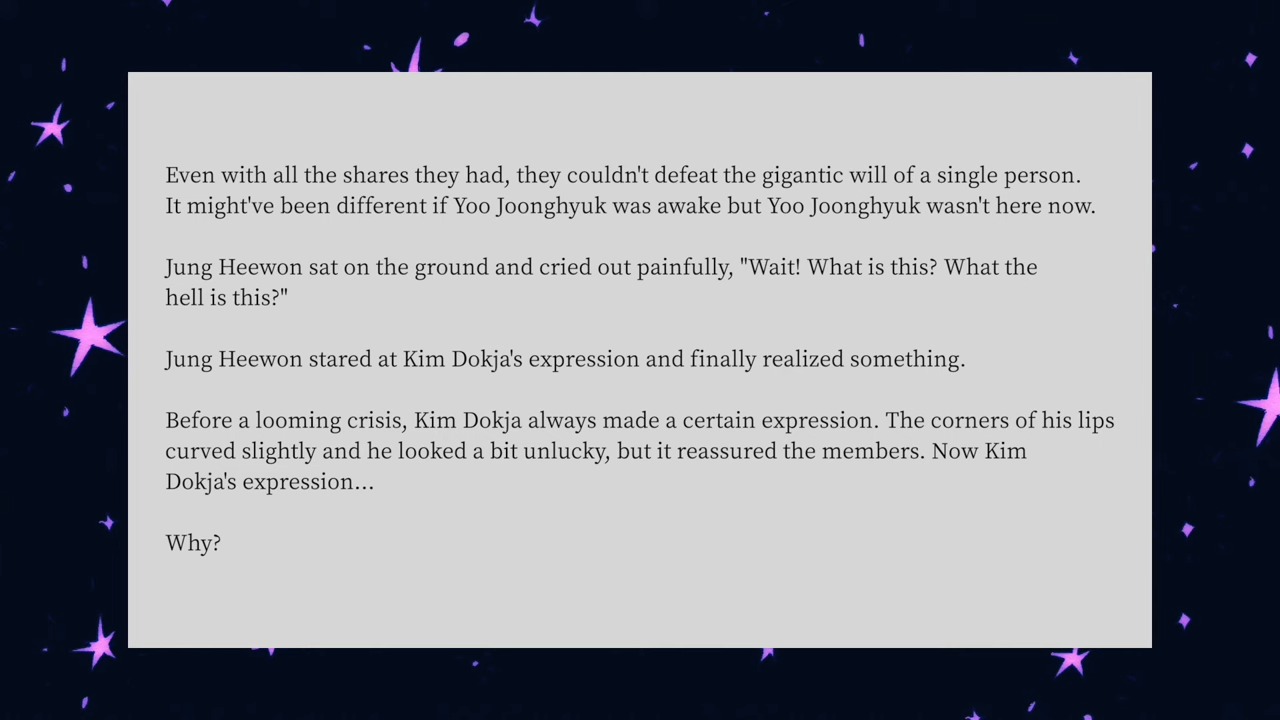 Even with all the shares they had, they couldn't defeat the gigantic will of a single person.
It might've been different if Yoo Joonghyuk was awake but Yoo Joonghyuk wasn't here now.
Jung Heewon sat on the ground and cried out painfully, "Wait! What is this? What the
hell is this?"
Jung Heewon stared at Kim Dokja's expression and finally realized something.
Before a looming crisis, Kim Dokja always made a certain expression. The corners of his lips
curved slightly and he looked a bit unlucky, but it reassured the members. Now Kim
Dokja's expression…
Why?